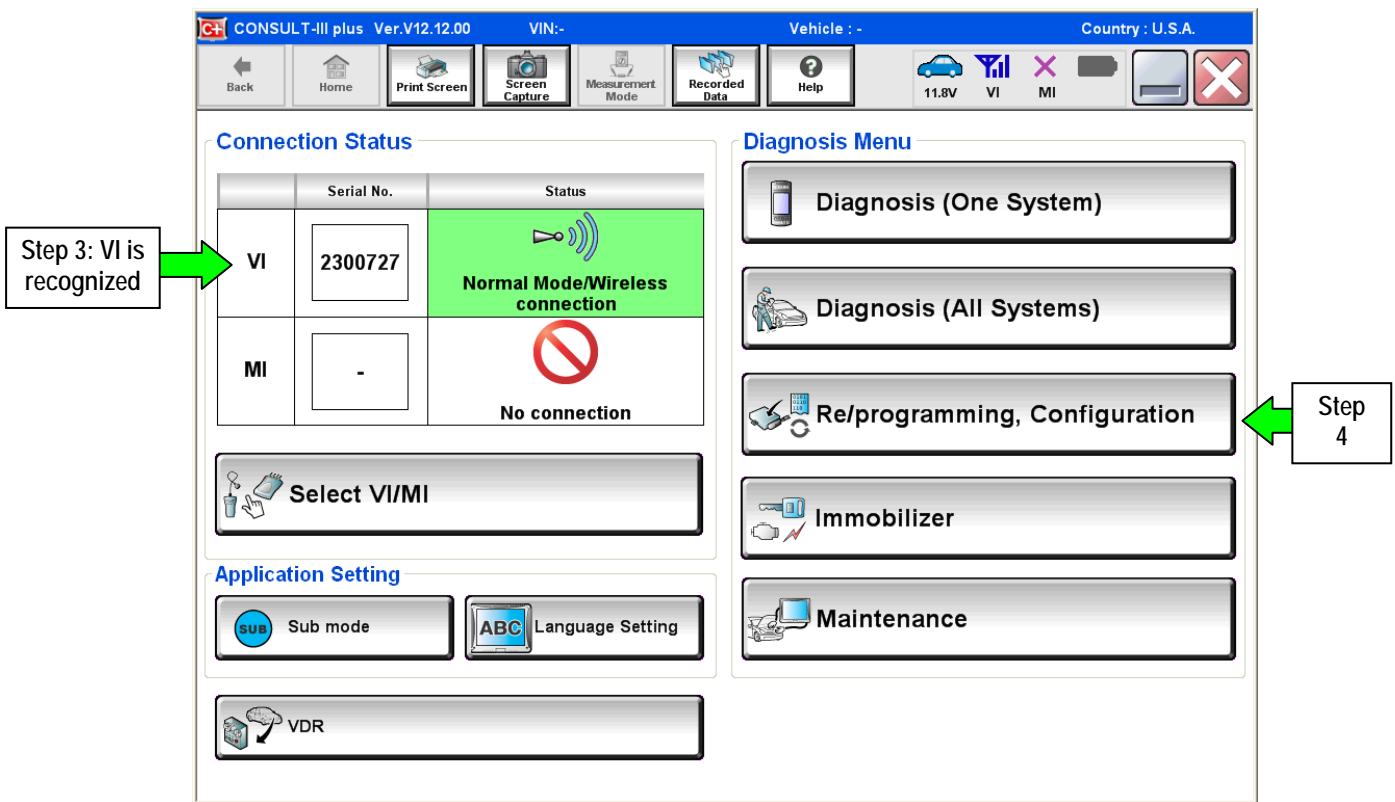 C+ CONSULT-III plus Ver.V12.12.00 VIN:- Vehicle : - Country : U.S.A.
Back
Home
Print Screen
Screen
Capture
Measurement
Mode
Recorded
Data
Help
11.8V
VI
MI
Connection Status
Serial No.
Status
Step 3: VI is
recognized
VI
2300727
Normal Mode/Wireless
connection
MI
-
No connection
Select VI/MI
Application Setting
SUB
Sub mode
ABC
Language Setting
VDR
Diagnosis Menu
Diagnosis (One System)
Diagnosis (All Systems)
Re/programming, Configuration
Step
4
Immobilizer
Maintenance